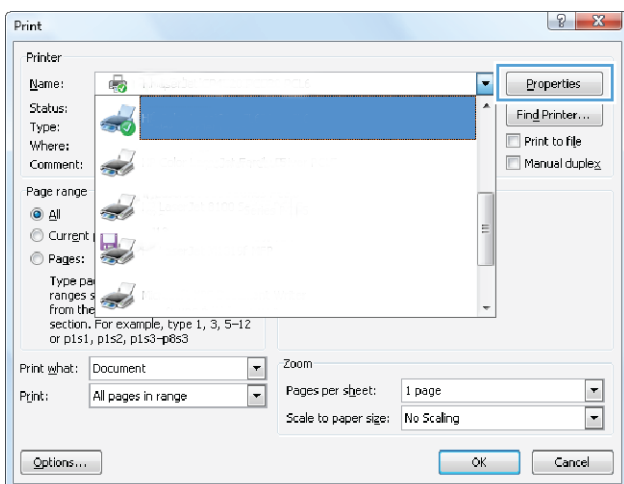 Print
Printer
Name:
Properties
Status:
Find Printer...
Type:
Where:
Print to file
Comment:
Manual duplex
Page range
All
Current
Pages:
Type
ranges
from the
section. For example, type 1, 3, 5–12
or p1s1, p1s2, p1s3–p8s3
Print what: Document
Zoom
Print: All pages in range
Pages per sheet: 1 page
Scale to paper size: No Scaling
Options...
OK
Cancel